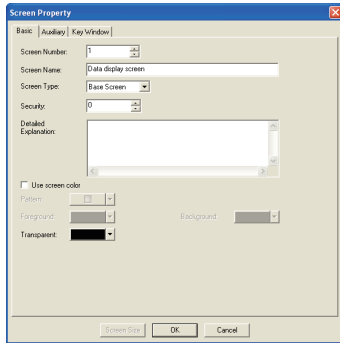 Screen Property
Basic Auxiliary Key Window
Screen Number: 1
Screen Name: Data display screen
Screen Type: Base Screen
Security: 0
Detailed
Explanation:
Use screen color
Pattern:
Foreground: Background:
Transparent:
Screen Size OK Cancel